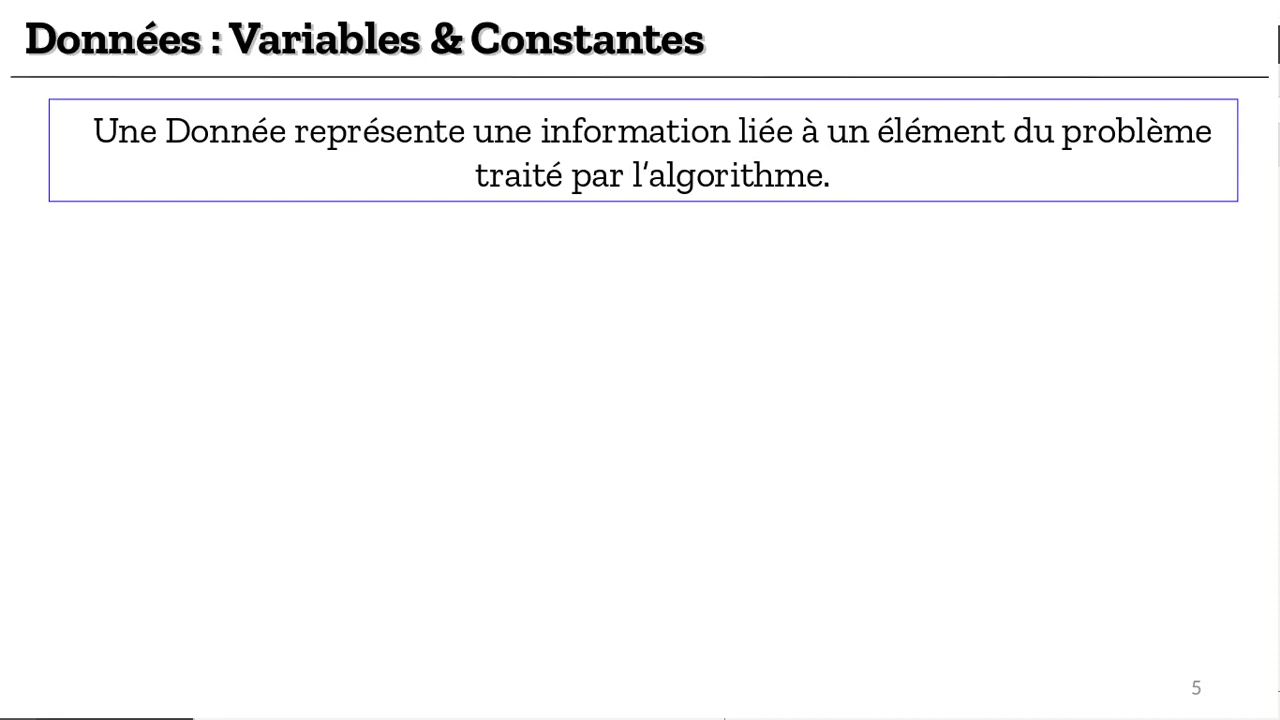 Données : Variables & Constantes
Une Donnée représente une information liée à un élément du problème
traité par l’algorithme.
5